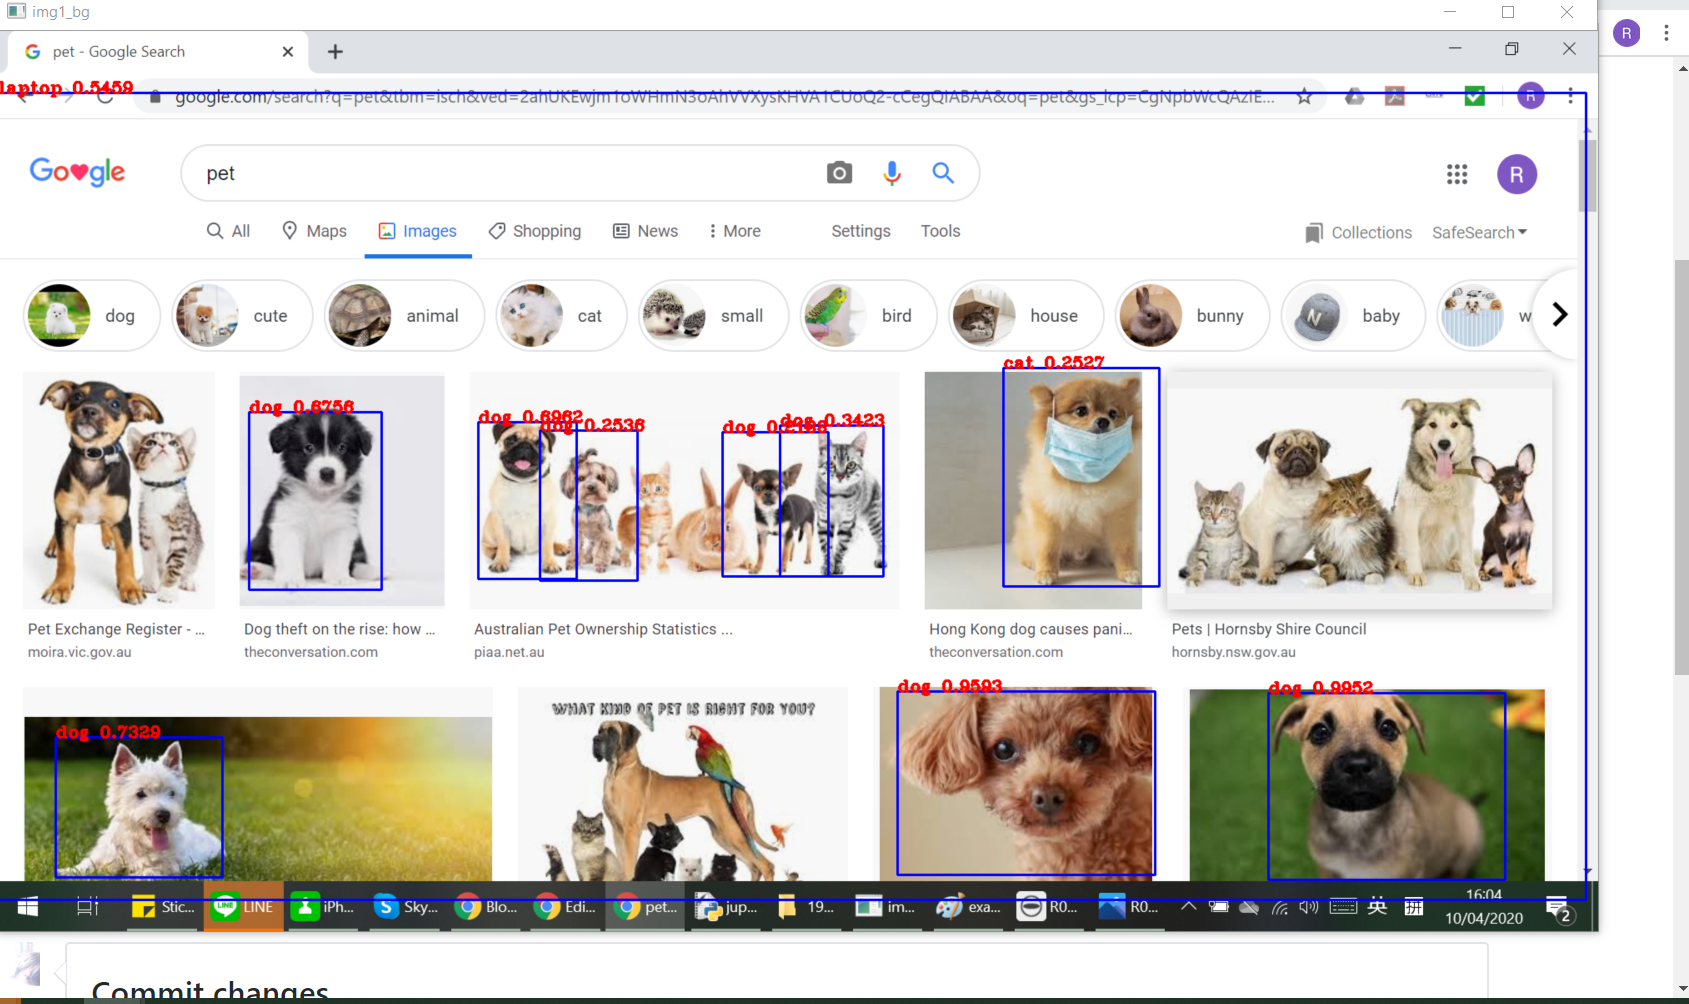 img1_bg
pet - Google Search
R
laptop 0.5459
google.com/search?q=pet&tbm=isch&ved=2ahUKEwjm1oWHmN3oAhVVXysKHVA1CUoQ2-cCegQIABAA&oq=pet&gs_lcp=CgNpbWcQAzIE...
R
Google
pet
R
All Maps Images Shopping News More Settings Tools
Collections SafeSearch
dog cute animal cat small bird house bunny baby w
cat 0.2527
dog 0.6756
dog 0.6962
dog 0.2536
dog 0.3423
dog
Pet Exchange Register - ...
moira.vic.gov.au
Dog theft on the rise: how ...
theconversation.com
Australian Pet Ownership Statistics ...
piaa.net.au
Hong Kong dog causes pani...
theconversation.com
Pets | Hornsby Shire Council
hornsby.nsw.gov.au
dog 0.7329
WHAT KIND OF PET IS RIGHT FOR YOU?
dog 0.9593
dog 0.9952
Stic... LINE iPh... Sky... Blo... Edi... pet... jup... 19... im... exa... R0... R0... 英 拼
16:04
10/04/2020
2
Commit changes